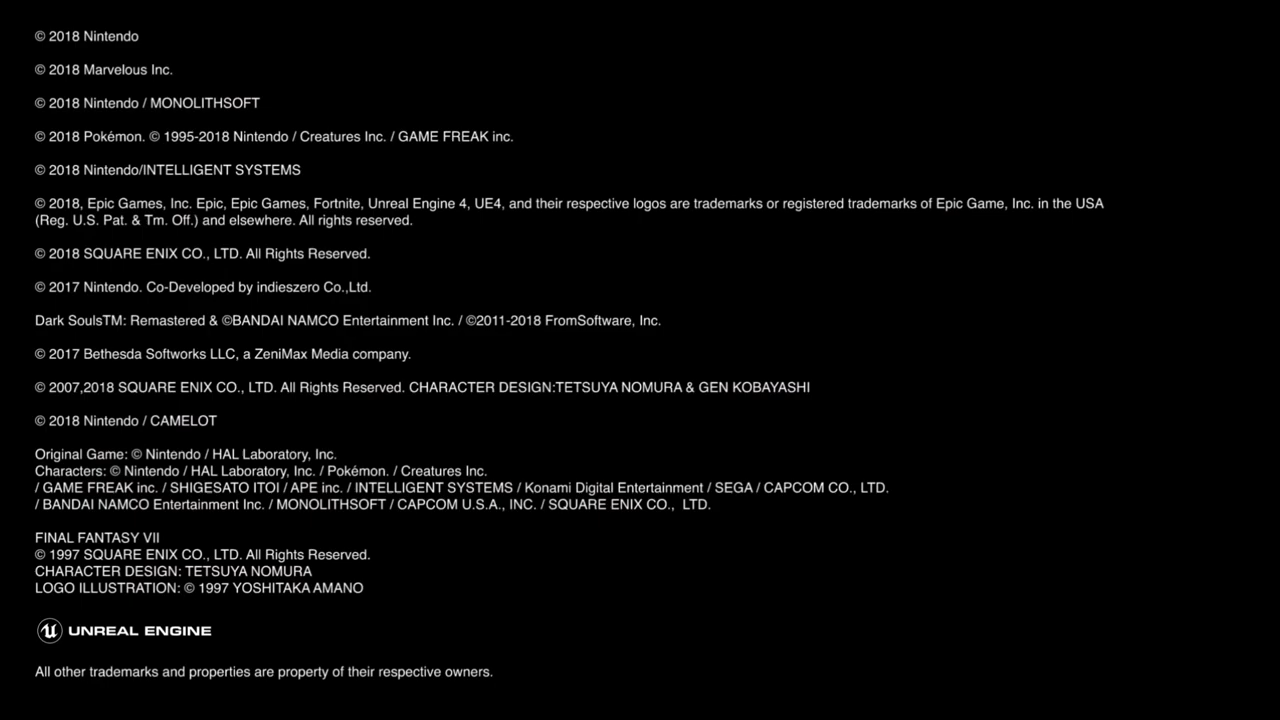 © 2018 Nintendo
© 2018 Marvelous Inc.
© 2018 Nintendo / MONOLITHSOFT
© 2018 Pokémon. © 1995-2018 Nintendo / Creatures Inc. / GAME FREAK inc.
© 2018 Nintendo/INTELLIGENT SYSTEMS
© 2018, Epic Games, Inc. Epic, Epic Games, Fortnite, Unreal Engine 4, UE4, and their respective logos are trademarks or registered trademarks of Epic Game, Inc. in the USA
(Reg. U.S. Pat. & Tm. Off.) and elsewhere. All rights reserved.
© 2018 SQUARE ENIX CO., LTD. All Rights Reserved.
© 2017 Nintendo. Co-Developed by indieszero Co.,Ltd.
Dark SoulsTM: Remastered & ©BANDAI NAMCO Entertainment Inc. / ©2011-2018 FromSoftware, Inc.
© 2017 Bethesda Softworks LLC, a ZeniMax Media company.
© 2007,2018 SQUARE ENIX CO., LTD. All Rights Reserved. CHARACTER DESIGN:TETSUYA NOMURA & GEN KOBAYASHI
© 2018 Nintendo / CAMELOT
Original Game: © Nintendo / HAL Laboratory, Inc.
Characters: © Nintendo / HAL Laboratory, Inc. / Pokémon. / Creatures Inc.
/ GAME FREAK inc. / SHIGESATO ITOI / APE inc. / INTELLIGENT SYSTEMS / Konami Digital Entertainment / SEGA / CAPCOM CO., LTD.
/ BANDAI NAMCO Entertainment Inc. / MONOLITHSOFT / CAPCOM U.S.A., INC. / SQUARE ENIX CO., LTD.
FINAL FANTASY VII
© 1997 SQUARE ENIX CO., LTD. All Rights Reserved.
CHARACTER DESIGN: TETSUYA NOMURA
LOGO ILLUSTRATION: © 1997 YOSHITAKA AMANO
UNREAL ENGINE
All other trademarks and properties are property of their respective owners.